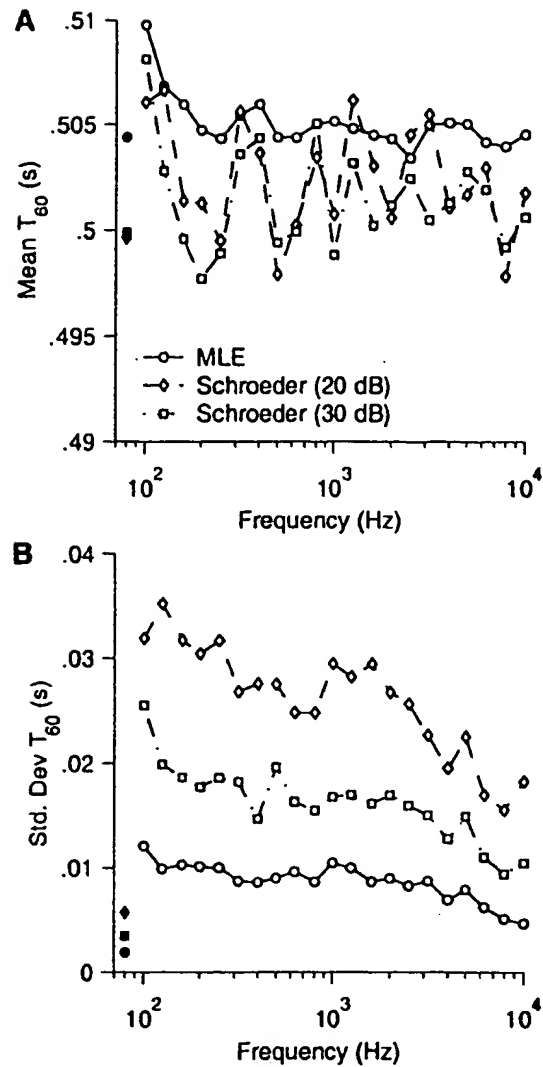 A
.51
.505
.5
.495
.49
Mean T60 (s)
MLE
Schroeder (20 dB)
Schroeder (30 dB)
10^2
10^3
10^4
Frequency (Hz)
B
.04
.03
.02
.010
0
Std. Dev T60 (s)
10^2
10^3
10^4
Frequency (Hz)